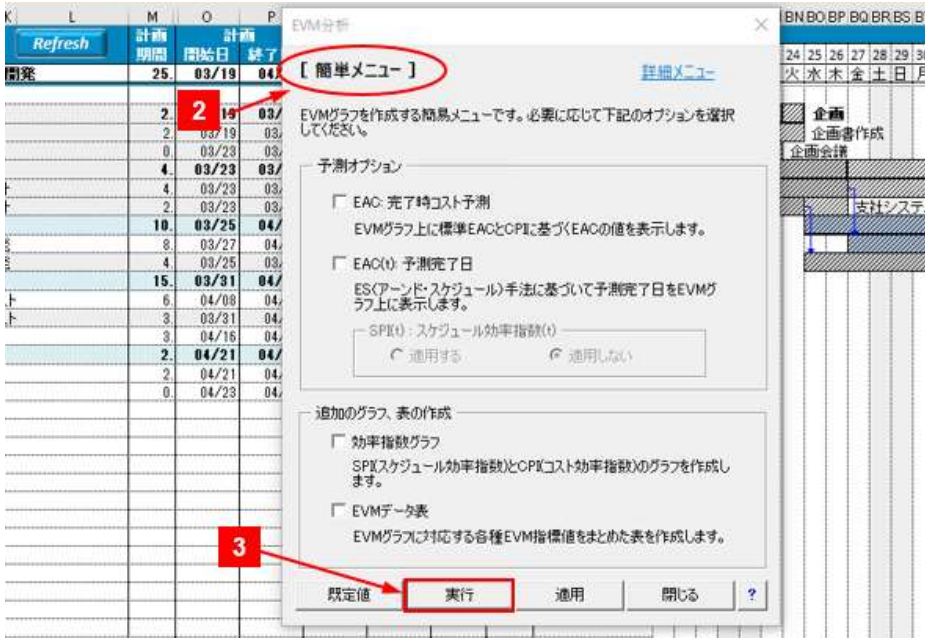 K L M O P
Refresh
計画 計画
期間 開始日 終了
開発 25. 03/19 04/
2. 03/
2. 03/19 03/
0. 03/23 03/
4. 03/23 03/
4. 03/23 03/
2. 03/23 03/
10. 03/25 04/
8. 03/27 04/
4. 03/25 03/
15. 03/31 04/
ト 6. 04/08 04/
ト 3. 03/31 04/
3. 04/16 04/
2. 04/21 04/
2. 04/21 04/
0. 04/23 04/
2
3
EVM分析
[ 簡単メニュー ] 詳細メニュー
EVMグラフを作成する簡易メニューです。必要に応じて下記のオプションを選択
してください。
予測オプション
EAC: 完了時コスト予測
EVMグラフ上に標準EACとCPIに基づくEACの値を表示します。
EAC(t): 予測完了日
ES(アーンド・スケジュール)手法に基づいて予測完了日をEVMグ
ラフ上に表示します。
SPI(t) : スケジュール効率指数(t)
適用する 適用しない
追加のグラフ、表の作成
効率指数グラフ
SPI(スケジュール効率指数)とCPI(コスト効率指数)のグラフを作成し
ます。
EVMデータ表
EVMグラフに対応する各種EVM指標値をまとめた表を作成します。
既定値 実行 適用 閉じる ?
BN BO BP BQ BR BS
24 25 26 27 28 29
火 水 木 金 土 日 月
企画
企画書作成
企画会議
支社システ